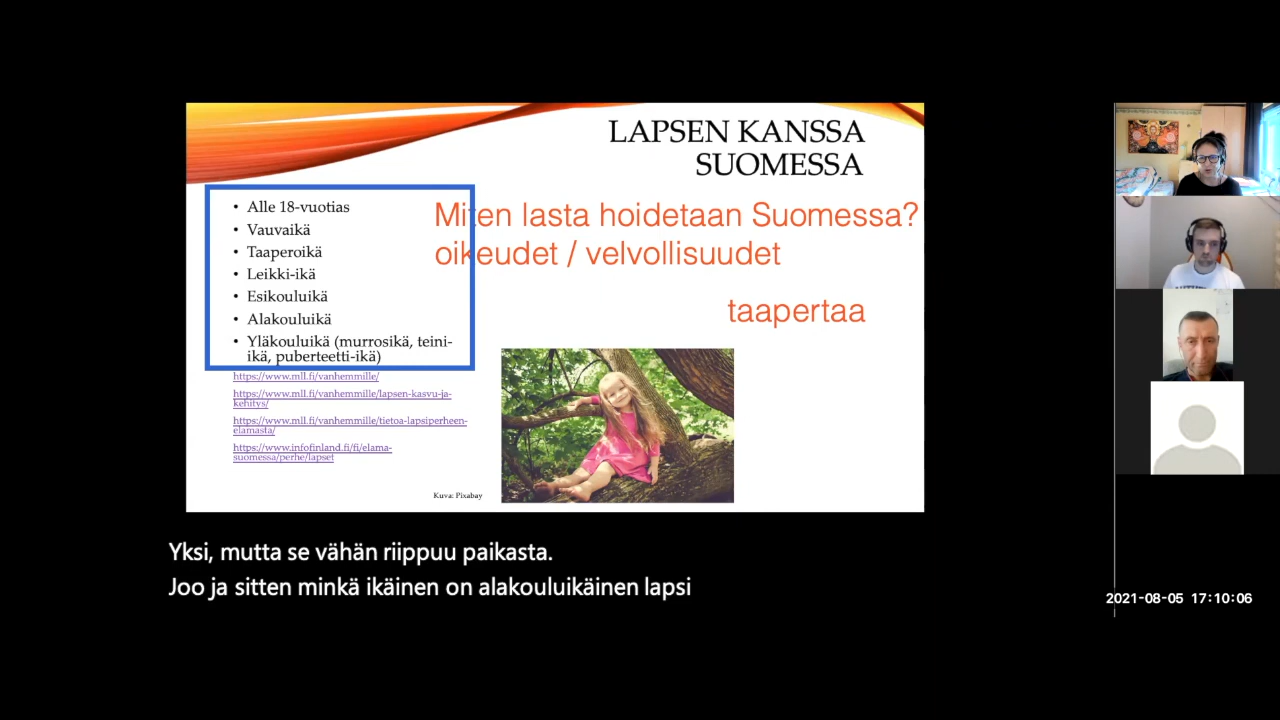 LAPSEN KANSSA
SUOMESSA
• Alle 18-vuotias
• Vauvaikä
• Taaperoikä
• Leikki-ikä
• Esikouluikä
• Alakouluikä
• Yläkouluikä (murrosikä, teini-
ikä, puberteetti-ikä)
https://www.mll.fi/vanhemmille/
https://www.mll.fi/vanhemmille/lapsen-kasvu-ja-
kehitys/
https://www.mll.fi/vanhemmille/tietoa-lapsiperheen-
elamasta/
https://www.infofinland.fi/fi/elama-
suomessa/perhe/lapset
Miten lasta hoidetaan Suomessa?
oikeudet / velvollisuudet
taapertaa
Kuva: Pixabay
Yksi, mutta se vähän riippuu paikasta.
Joo ja sitten minkä ikäinen on alakouluikäinen lapsi
2021-08-05 17:10:06